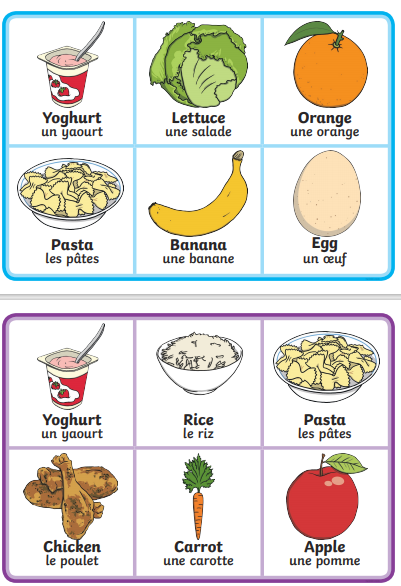 Yoghurt
un yaourt
Lettuce
une salade
Orange
une orange
Pasta
les pâtes
Banana
une banane
Egg
un œuf
Yoghurt
un yaourt
Rice
le riz
Pasta
les pâtes
Chicken
le poulet
Carrot
une carotte
Apple
une pomme